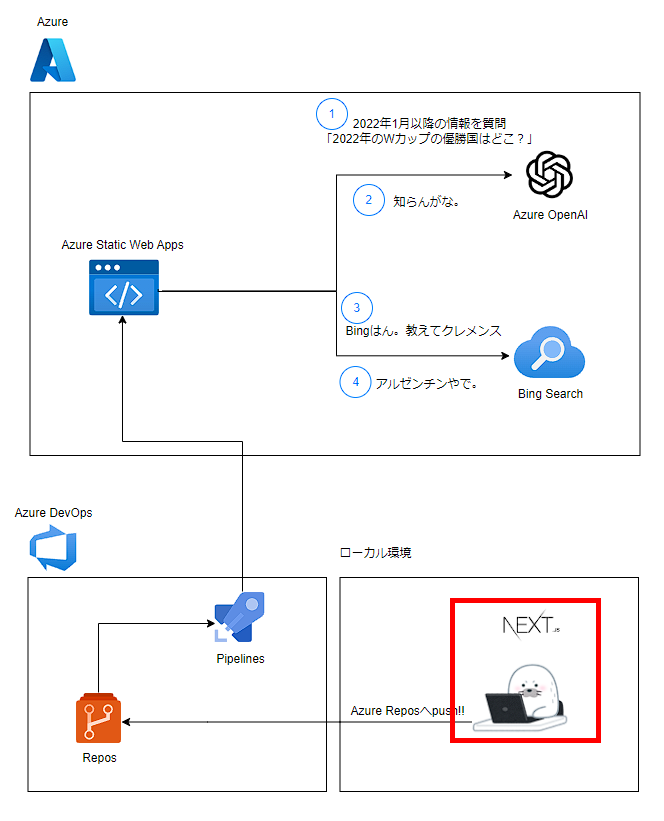 Azure
1
2022年1月以降の情報を質問
「2022年のWカップの優勝国はどこ？」
2
知らんがな。
Azure OpenAI
Azure Static Web Apps
3
Bingはん。教えてクレメンス
4
アルゼンチンやで。
Bing Search
Azure DevOps
ローカル環境
NEXT.JS
Pipelines
Azure Reposへpush!!
Repos